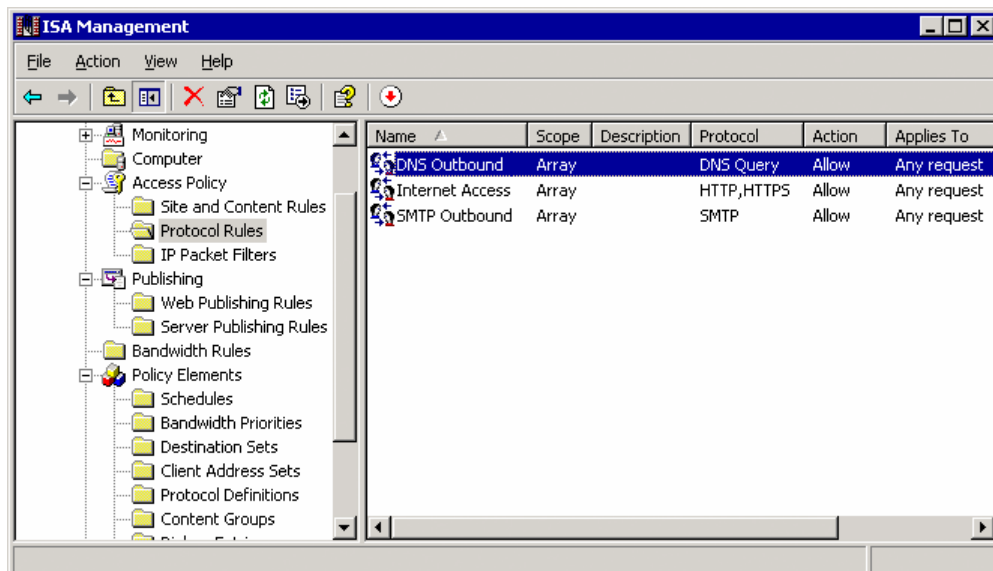 ISA Management
File Action View Help
Monitoring
Computer
Access Policy
Site and Content Rules
Protocol Rules
IP Packet Filters
Publishing
Web Publishing Rules
Server Publishing Rules
Bandwidth Rules
Policy Elements
Schedules
Bandwidth Priorities
Destination Sets
Client Address Sets
Protocol Definitions
Content Groups
Name Scope Description Protocol Action Applies To
DNS Outbound Array DNS Query Allow Any request
Internet Access Array HTTP,HTTPS Allow Any request
SMTP Outbound Array SMTP Allow Any request